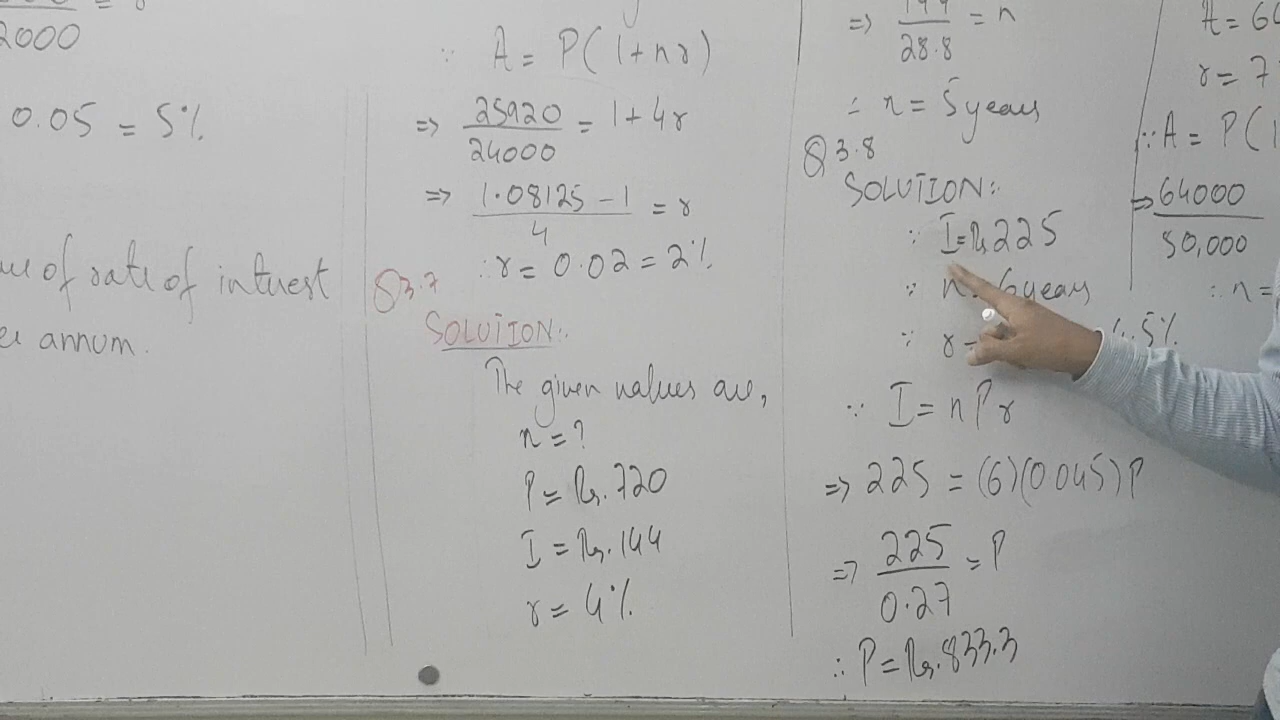 2000
0.05 = 5%
of rate of interest
annum.
∵ A = P(1+nr)
⇒ 25920/24000 = 1+4r
⇒ 1.08125 - 1/4 = r
∴ r = 0.02 = 2%
Q3.7
SOLUTION:.
The given values are,
n = ?
P = Rs.720
I = Rs.144
r = 4%
⇒ 144/28.8 = n
∴ n = 5 years
Q3.8
SOLUTION:.
∵ I = Rs 225
∵ n = 6 years
∵ r = 4.5%
∵ I = nPr
⇒ 225 = (6)(0.045)P
⇒ 225/0.27 = P
∴ P = Rs.833.3
r = 7
∵ A = P(1
⇒ 64000/50,000
∴ n =